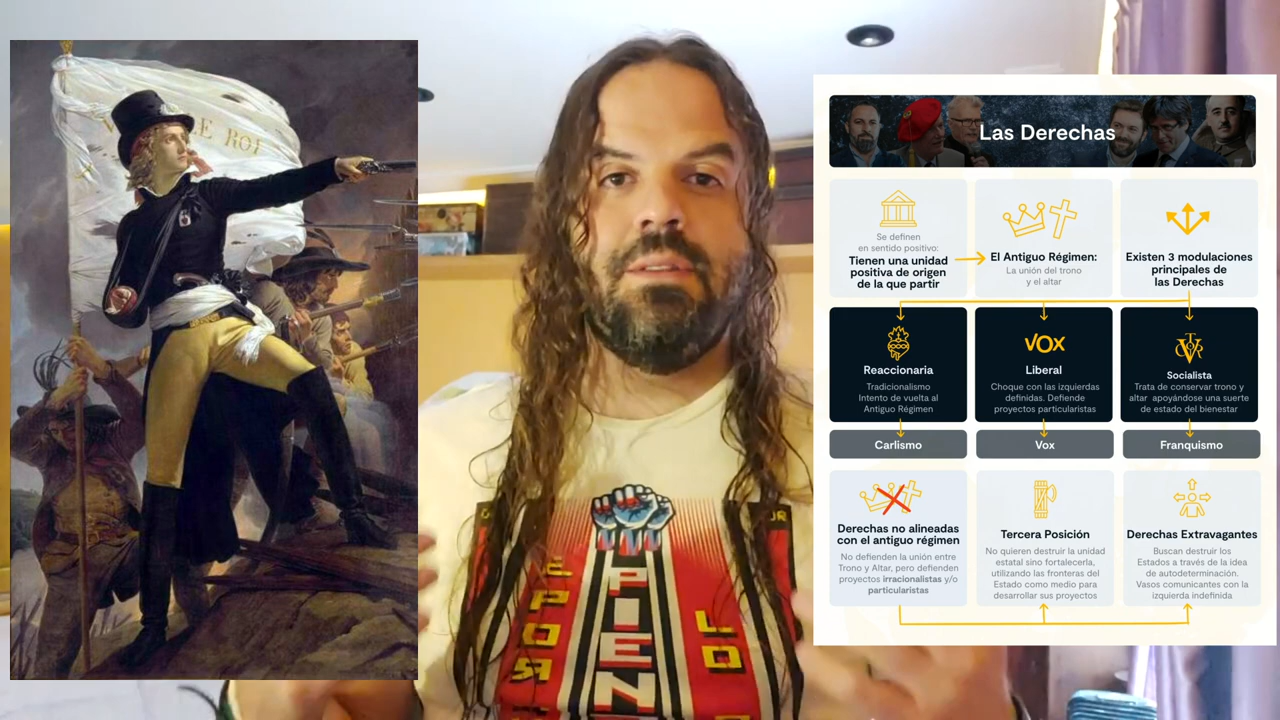 LE ROI
Las Derechas
Se definen
en sentido positivo:
Tienen una unidad
positiva de origen
de la que partir
El Antiguo Régimen:
La unión del trono
y el altar
Existen 3 modulaciones
principales de
las Derechas
Reaccionaria
Tradicionalismo
Intento de vuelta al
Antiguo Régimen
VOX
Liberal
Choque con las izquierdas
definidas. Defiende
proyectos particularistas
Socialista
Trata de conservar trono y
altar apoyándose una suerte
de estado del bienestar
Carlismo
Vox
Franquismo
Derechas no alineadas
con el antiguo régimen
No defienden la unión entre
Trono y Altar, pero defienden
proyectos irracionalistas y/o
particularistas
Tercera Posición
No quieren destruir la unidad
estatal sino fortalecerla,
utilizando las fronteras del
Estado como medio para
desarrollar sus proyectos
Derechas Extravagantes
Buscan destruir los
Estados a través de la idea
de autodeterminación.
Vasos comunicantes con la
izquierda indefinida
PIEN
LO